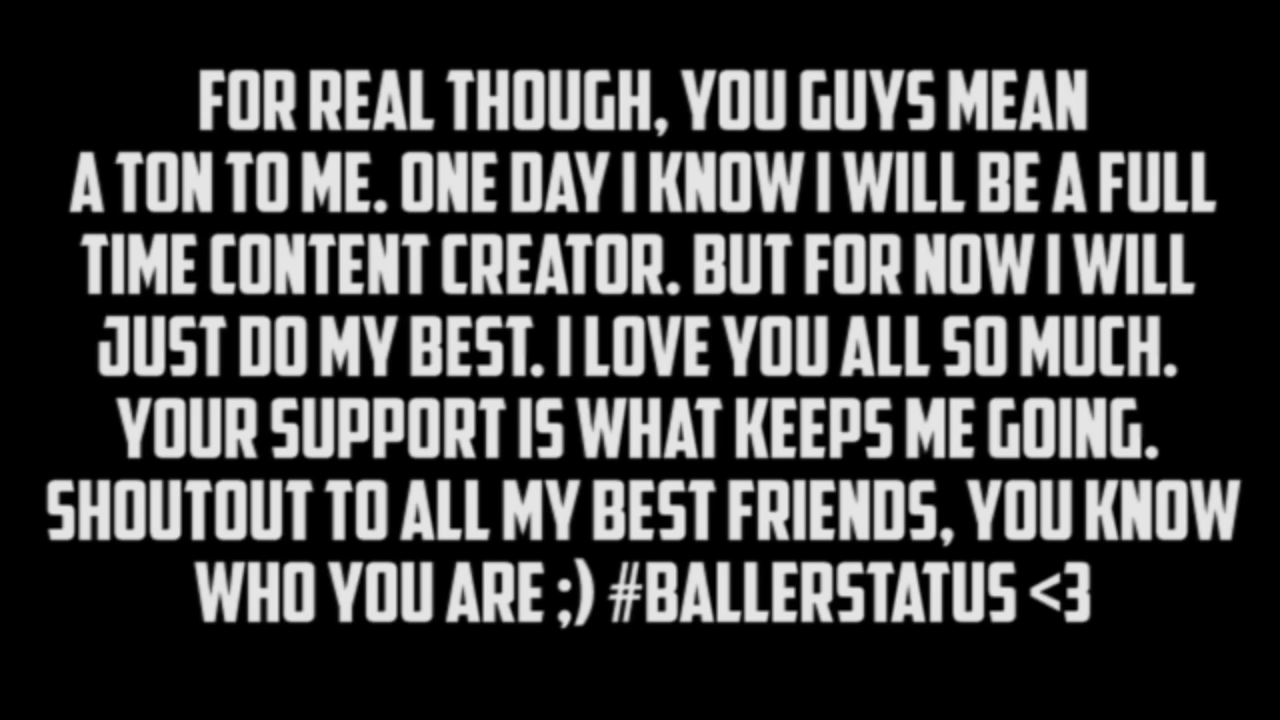 FOR REAL THOUGH, YOU GUYS MEAN
A TON TO ME. ONE DAY I KNOW I WILL BE A FULL
TIME CONTENT CREATOR. BUT FOR NOW I WILL
JUST DO MY BEST. I LOVE YOU ALL SO MUCH.
YOUR SUPPORT IS WHAT KEEPS ME GOING.
SHOUTOUT TO ALL MY BEST FRIENDS, YOU KNOW
WHO YOU ARE ;) #BALLERSTATUS <3